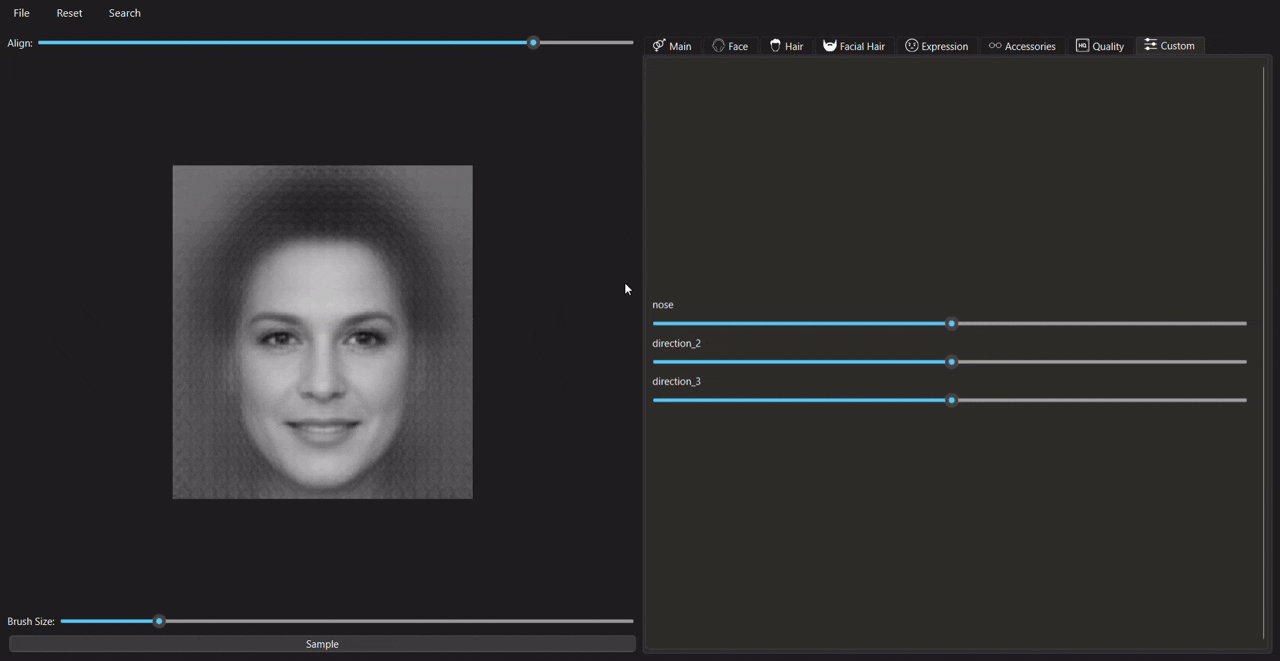 File Reset Search
Align:
Main Face Hair Facial Hair Expression Accessories HQ Quality Custom
nose
direction_2
direction_3
Brush Size:
Sample